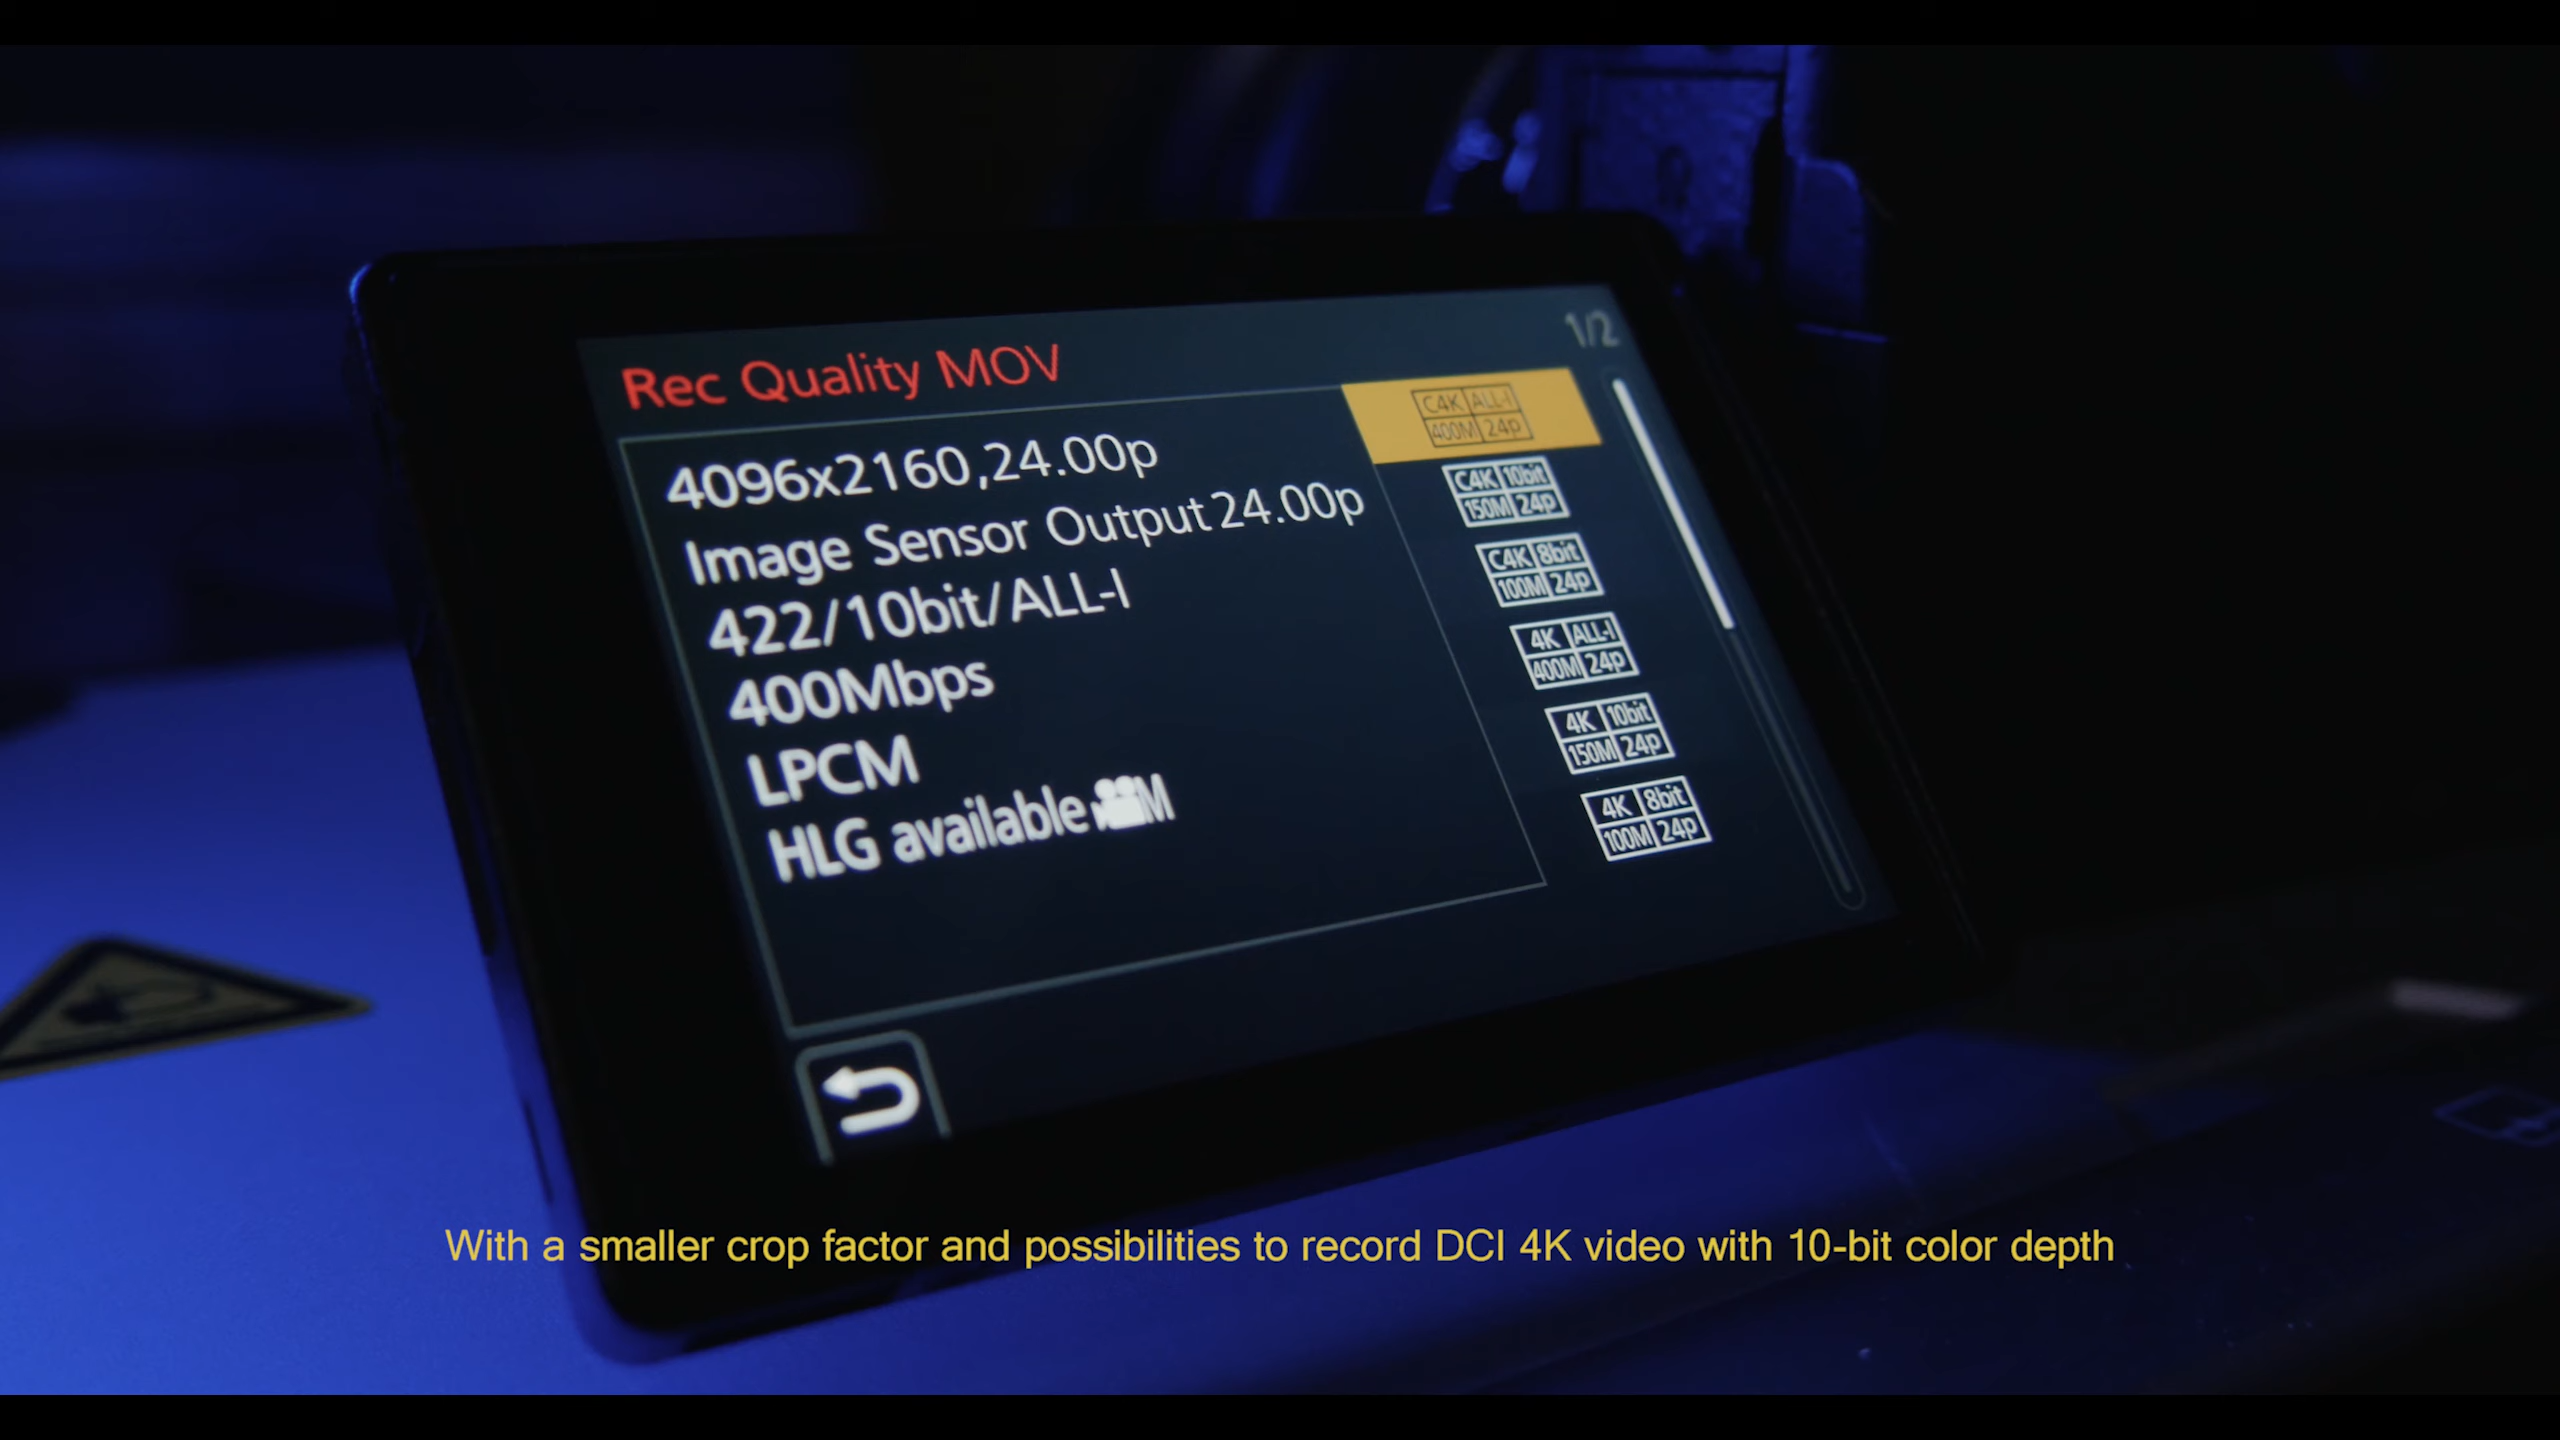 Rec Quality MOV
1/2
4096x2160,24.00p
Image Sensor Output 24.00p
422/10bit/ALL-I
400Mbps
LPCM
HLG available M
C4K ALL-I
400M 24p
C4K 10bit
150M 24p
C4K 8bit
100M 24p
4K ALL-I
400M 24p
4K 10bit
150M 24p
4K 8bit
100M 24p
With a smaller crop factor and possibilities to record DCI 4K video with 10-bit color depth